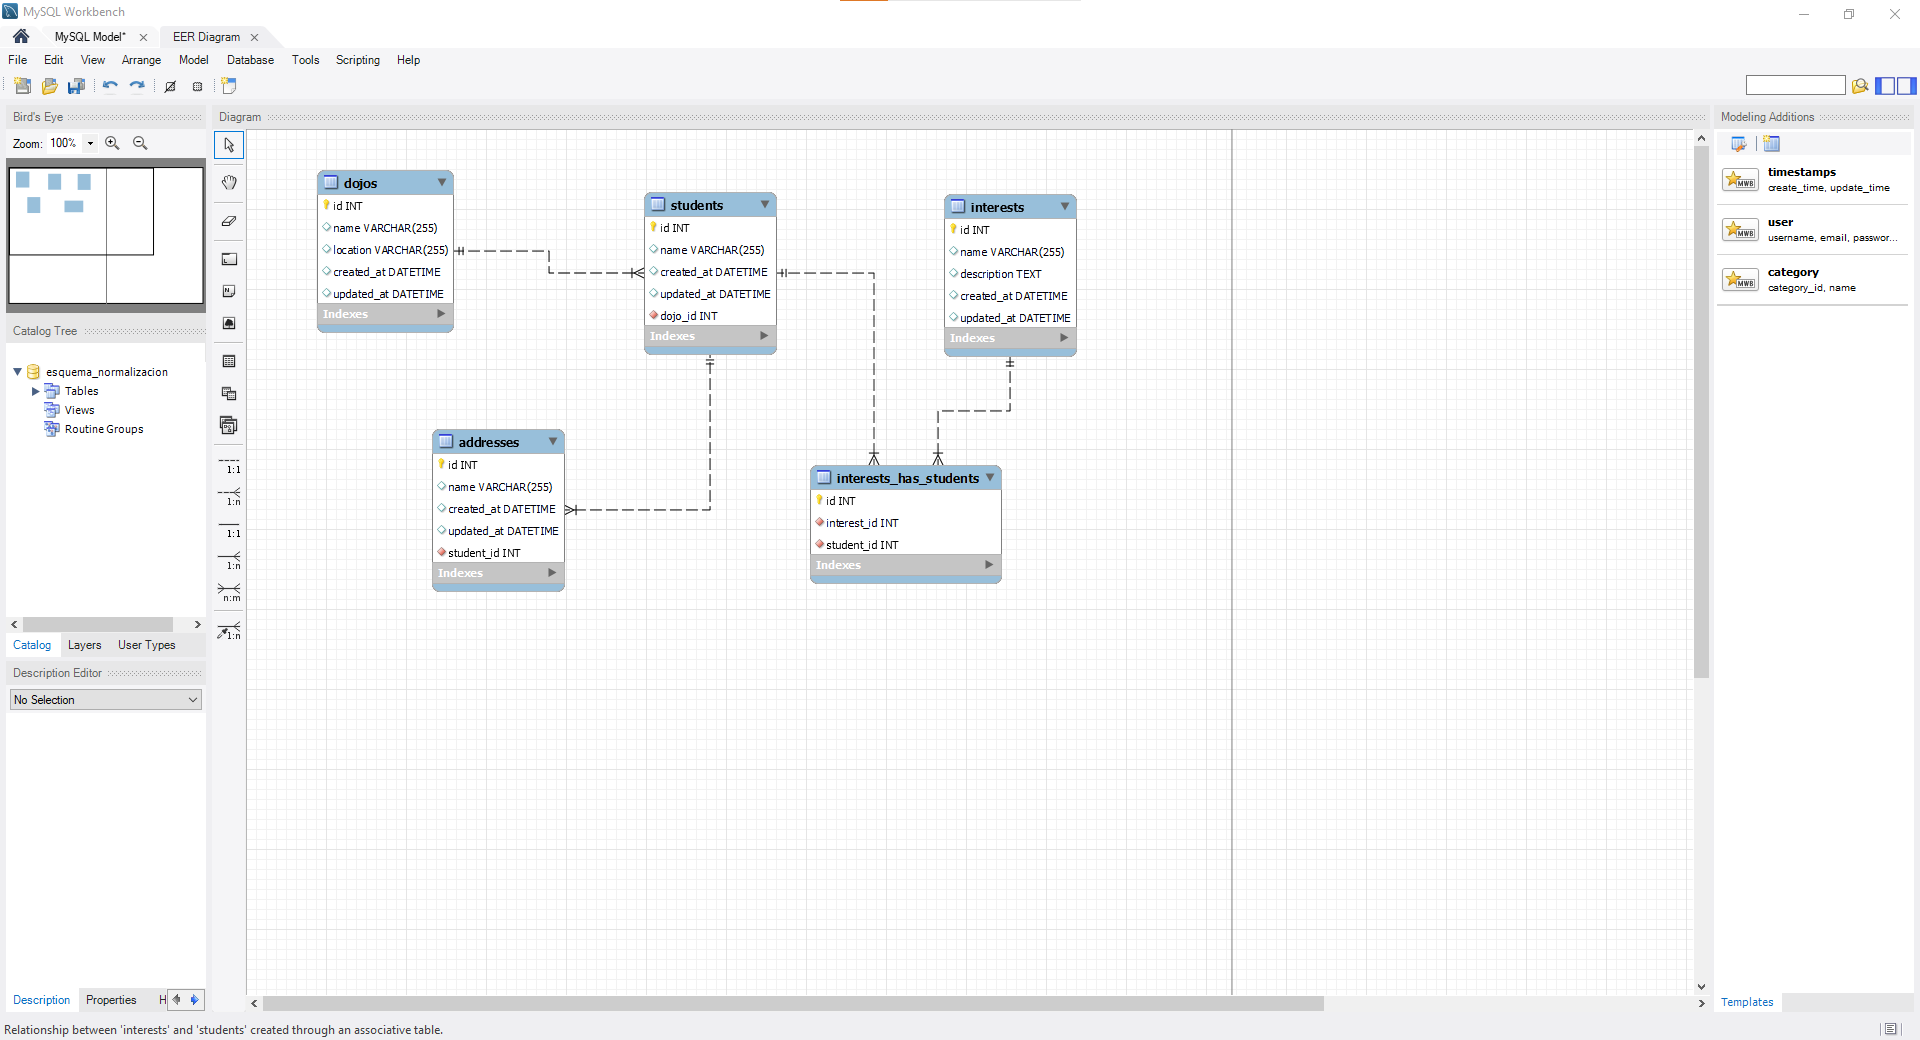 MySQL Workbench
MySQL Model*
EER Diagram
File Edit View Arrange Model Database Tools Scripting Help
Bird's Eye
Zoom: 100%
Catalog Tree
esquema_normalizacion
Tables
Views
Routine Groups
Catalog Layers User Types
Description Editor
No Selection
Description Properties H
Diagram
1:1
1:n
1:1
1:n
n:m
1:n
dojos
id INT
name VARCHAR(255)
location VARCHAR(255)
created_at DATETIME
updated_at DATETIME
Indexes
students
id INT
name VARCHAR(255)
created_at DATETIME
updated_at DATETIME
dojo_id INT
Indexes
interests
id INT
name VARCHAR(255)
description TEXT
created_at DATETIME
updated_at DATETIME
Indexes
addresses
id INT
name VARCHAR(255)
created_at DATETIME
updated_at DATETIME
student_id INT
Indexes
interests_has_students
id INT
interest_id INT
student_id INT
Indexes
Modeling Additions
MWB
timestamps
create_time, update_time
MWB
user
username, email, passwor...
MWB
category
category_id, name
Templates
Relationship between 'interests' and 'students' created through an associative table.